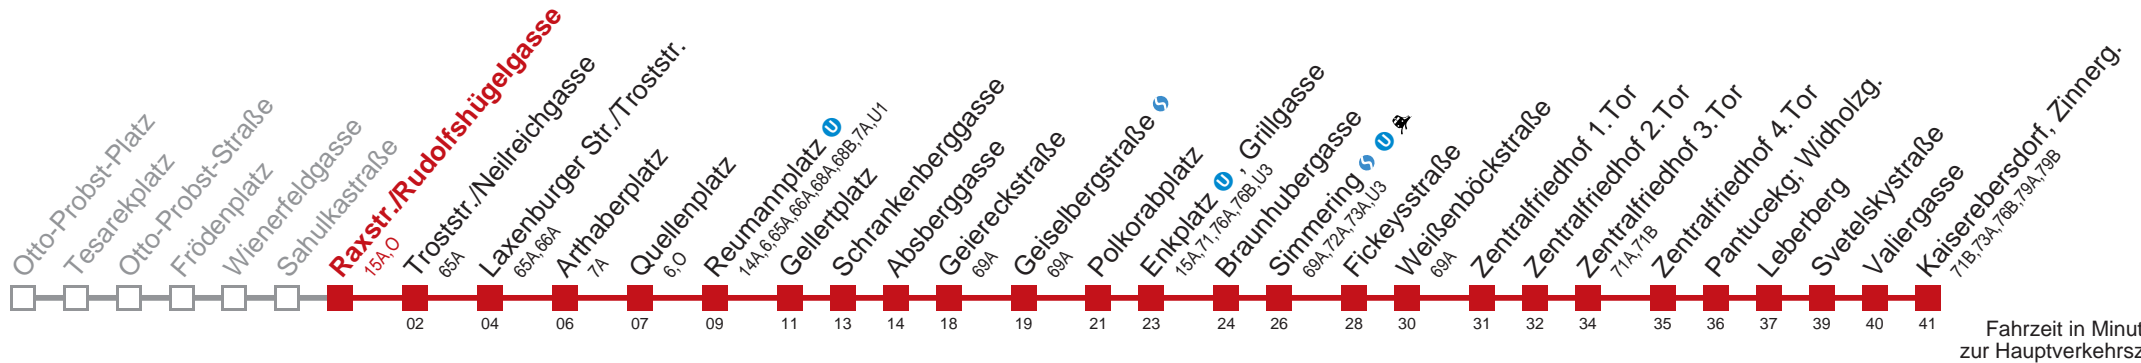 Otto-Probst-Platz
Tesarekplatz
Otto-Probst-Straße
Frödenplatz
Wienerfeldgasse
Sahulkastraße
Raxstr./Rudolfshügelgasse
15A,O
Troststr./Neilreichgasse
65A
Laxenburger Str./Troststr.
65A,66A
Arthaberplatz
7A
Quellenplatz
6,O
Reumannplatz U
14A,6,65A,66A,68A,68B,7A,U1
Gellertplatz
Schrankenberggasse
Absberggasse
Geiereckstraße
69A
Geiselbergstraße
69A
Polkorabplatz
Enkplatz U, Grillgasse
15A,71,76A,76B,U3
Braunhubergasse
Simmering U
69A,72A,73A,U3
Fickeysstraße
Weißenböckstraße
69A
Zentralfriedhof 1.Tor
Zentralfriedhof 2.Tor
Zentralfriedhof 3.Tor
71A,71B
Zentralfriedhof 4.Tor
Pantucekg; Widholzg.
Leberberg
Svetelskystraße
Valiergasse
Kaiserebersdorf, Zinnerg.
71B,73A,76B,79A,79B
02 04 06 07 09 11 13 14 18 19 21 23 24 26 28 30 31 32 34 35 36 37 39 40 41
Fahrzeit in Minut
zur Hauptverkehrsz